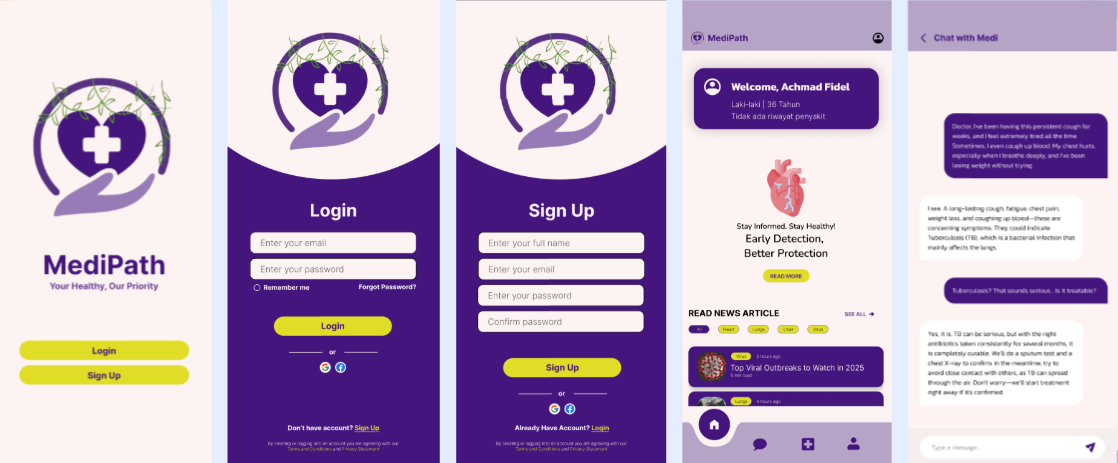 MediPath
Your Healthy, Our Priority
Login
Sign Up
Login
Enter your email
Enter your password
Remember me
Forgot Password?
Login
or
Don't have account? Sign Up
By creating or logging into an account you are agreeing with our
Terms and Conditions and Privacy Statement
Sign Up
Enter your full name
Enter your email
Enter your password
Confirm password
Sign Up
or
Already Have Account? Login
By creating or logging into an account you are agreeing with our
Terms and Conditions and Privacy Statement
MediPath
Welcome, Achmad Fidel
Laki-laki | 36 Tahun
Tidak ada riwayat penyakit
Stay Informed, Stay Healthy!
Early Detection,
Better Protection
READ MORE
READ NEWS ARTICLE
SEE ALL
Heart
Lungs
Liver
Virus
Virus
2 hours ago
Top Viral Outbreaks to Watch in 2025
5 min read
Lungs
4 hours ago
Chat with Medi
Doctor, I've been having this persistent cough for
weeks, and I feel extremely tired all the time
Sometimes, I even cough up blood. My chest hurts,
especially when I breathe deeply, and I've been
losing weight without trying.
I see. A long-lasting cough, fatigue, chest pain,
weight loss, and coughing up blood—these are
concerning symptoms. They could indicate
Tuberculosis (TB), which is a bacterial infection that
mainly affects the lungs.
Tuberculosis? That sounds serious... Is it treatable?
Yes, it is. TB can be serious, but with the right
antibiotics taken consistently for several months, it
is completely curable. We'll do a sputum test and a
chest X-ray to confirm. In the meantime, try to
avoid close contact with others, as TB can spread
through the air. Don't worry—we'll start treatment
right away if it's confirmed.
Type a message...